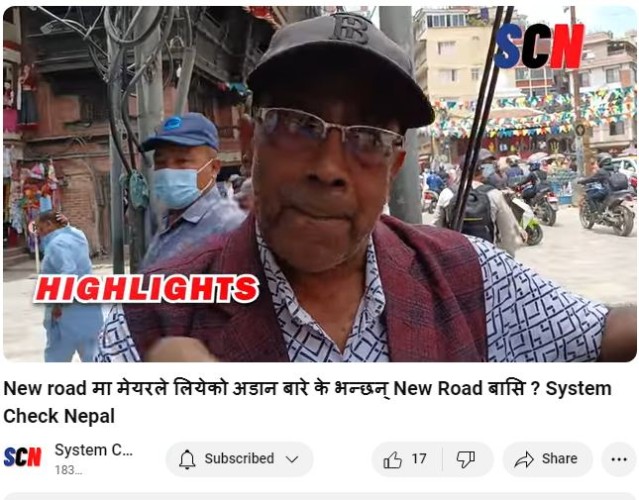 SCN
HIGHLIGHTS
New road मा मेयरले लियेको अडान बारे के भन्छन् New Road बासि ? System
Check Nepal
SCN
System C...
183...
Subscribed
17
Share